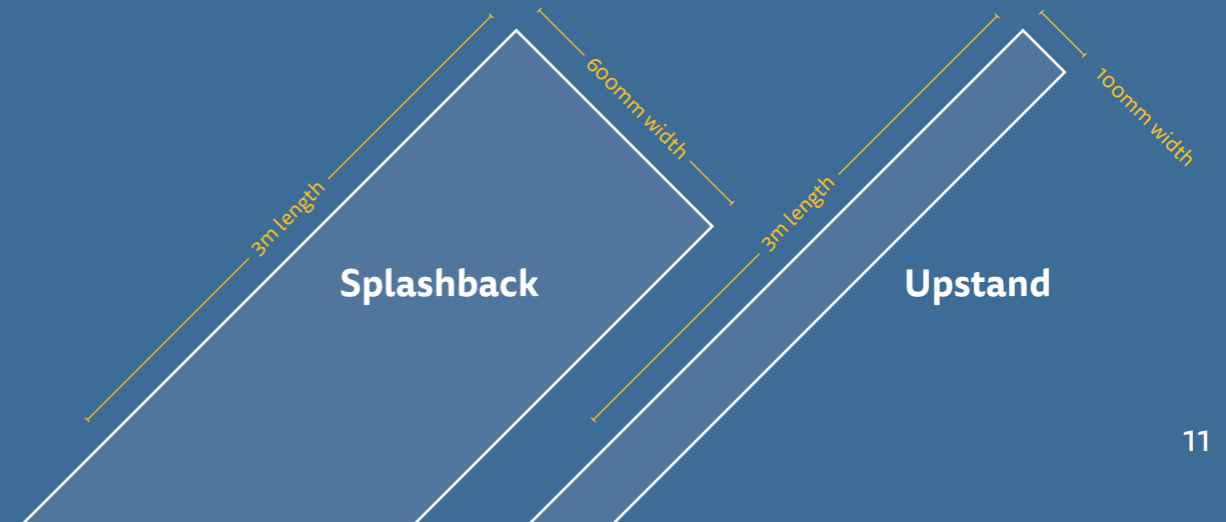 3m length
600mm width
Splashback
3m length
100mm width
Upstand
11